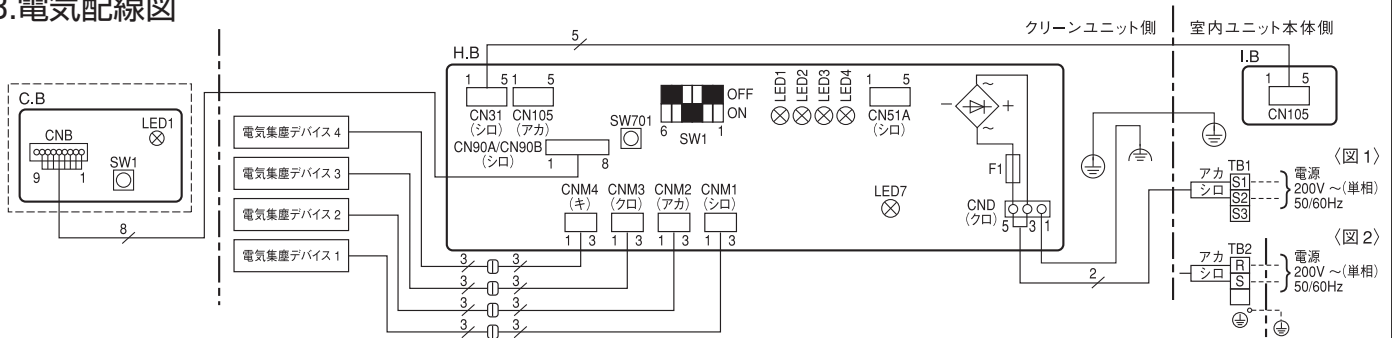 3.電気配線図
クリーンユニット側
室内ユニット本体側
C.B
CNB
9 1
LED1
SW1
8
電気集塵デバイス 4
電気集塵デバイス 3
電気集塵デバイス 2
電気集塵デバイス 1
5
H.B
1 5
CN31
(シロ)
1 5
CN105
(アカ)
CN90A/CN90B
(シロ)
1 8
SW701
OFF
ON
6 1
SW1
LED1
LED2
LED3
LED4
1 5
CN51A
(シロ)
～
－ ＋
～
F1
LED7
CND
(クロ)
5 3 1
CNM4
(キ)
1 3
CNM3
(クロ)
1 3
CNM2
(アカ)
1 3
CNM1
(シロ)
1 3
3 3
3 3
3 3
3 3
2
I.B
1 5
CN105
〈図 1〉
TB1
アカ
シロ
S1
S2
S3
電源
200V ～(単相)
50/60Hz
〈図 2〉
TB2
アカ
シロ
R
S
電源
200V ～(単相)
50/60Hz